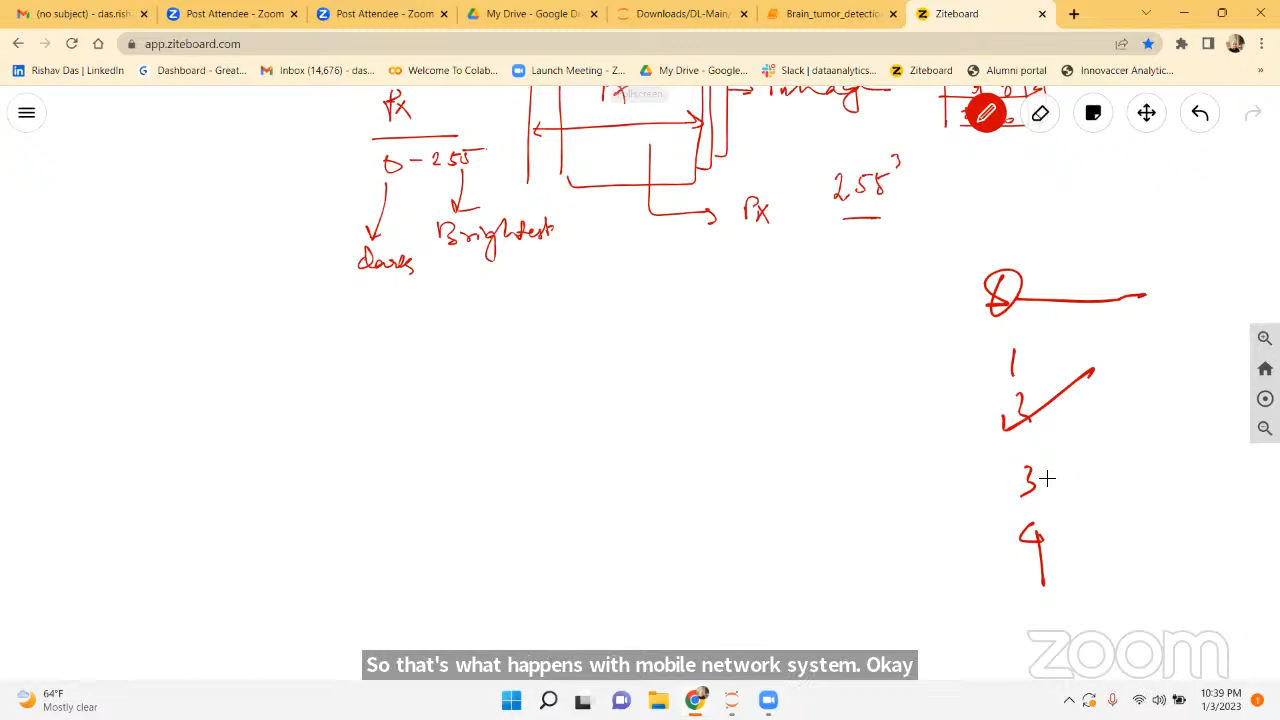 (no subject) - das.rish
Post Attendee - Zoom
Post Attendee - Zoom
My Drive - Google D
Downloads/DL-Main/
Brain_tumor_detectio
Ziteboard
app.ziteboard.com
Rishav Das | LinkedIn
Dashboard - Great...
Inbox (14,676) - das...
Welcome To Colab...
Launch Meeting - Z...
My Drive - Google...
Slack | dataanalytics...
Ziteboard
Alumni portal
Innovaccer Analytic...
Px
0 - 255
Dark
Brightest
Px
255³
1
2
3
4
So that's what happens with mobile network system. Okay
zoom
64°F
Mostly clear
10:39 PM
1/3/2023
1